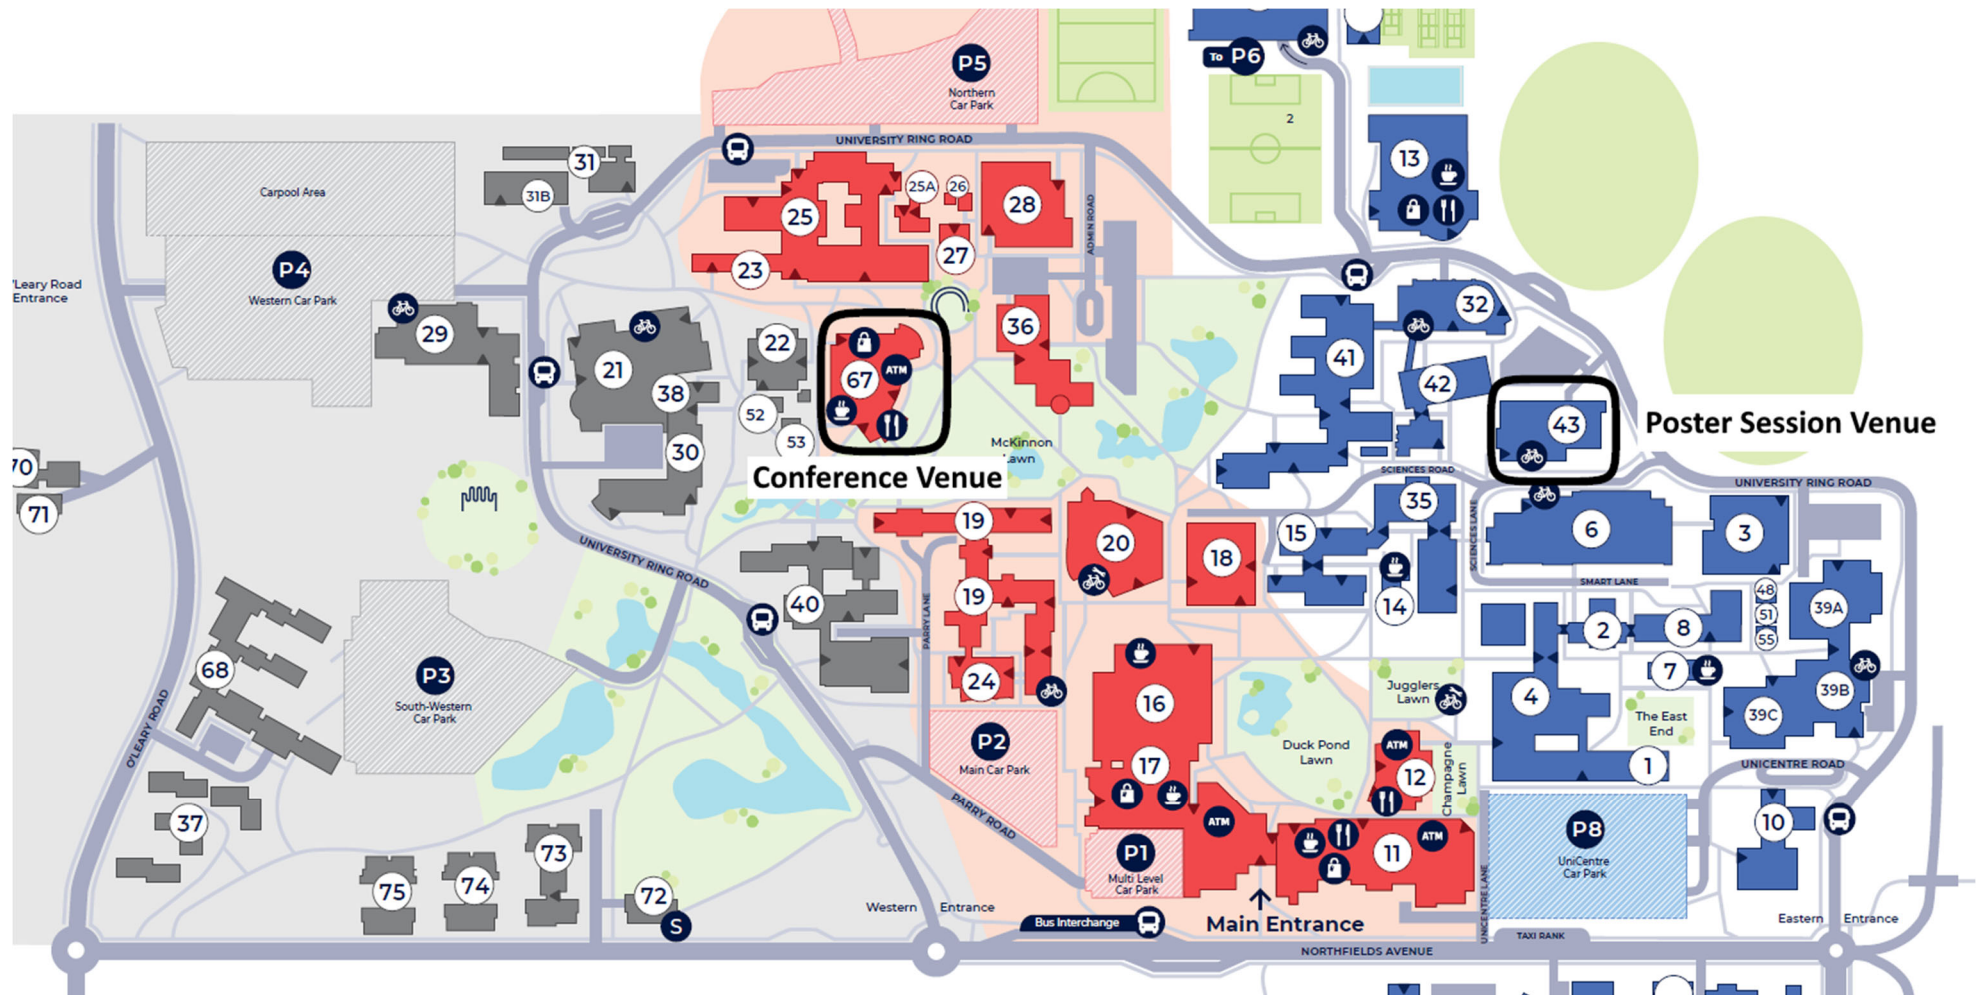 P5
Northern
Car Park
To P6
2
UNIVERSITY RING ROAD
Carpool Area
31
31B
25
25A
26
28
13
ADMIN ROAD
23
27
P4
Western Car Park
'Leary Road
Entrance
29
21
38
22
67
ATM
36
32
41
42
43
Poster Session Venue
52
53
30
McKinnon
Lawn
Conference Venue
SCIENCES ROAD
UNIVERSITY RING ROAD
70
71
19
20
18
15
35
SCIENCES LANE
6
3
UNIVERSITY RING ROAD
SMART LANE
40
PARRY LANE
19
14
2
8
48
51
55
39A
68
P3
South-Western
Car Park
24
16
Jugglers
Lawn
4
7
39B
39C
The East
End
O'LEARY ROAD
P2
Main Car Park
17
Duck Pond
Lawn
ATM
12
Champagne
Lawn
1
UNICENTRE ROAD
37
PARRY ROAD
ATM
11
ATM
P8
UniCentre
Car Park
10
P1
Multi Level
Car Park
75
74
73
72
S
Western Entrance
Bus Interchange
Main Entrance
UNICENTRE LANE
Eastern Entrance
TAXI RANK
NORTHFIELDS AVENUE